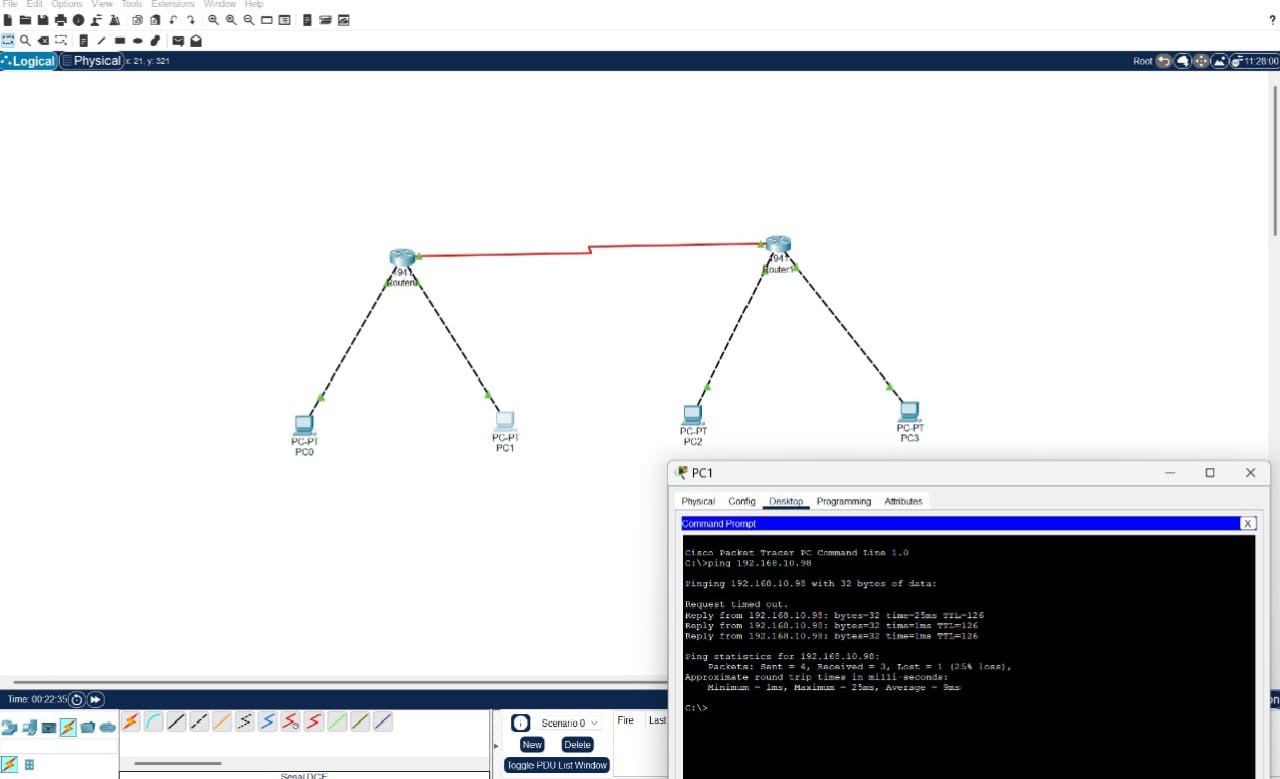 File Edit Options View Tools Extensions Window Help
?
Logical Physical x: 21, y: 321
Root 11:28:00
1941
Router0
1941
Router1
PC-PT
PC0
PC-PT
PC1
PC-PT
PC2
PC-PT
PC3
PC1
Physical Config Desktop Programming Attributes
Command Prompt
X
Cisco Packet Tracer PC Command Line 1.0
C:\>ping 192.168.10.98
Pinging 192.168.10.98 with 32 bytes of data:
Request timed out.
Reply from 192.168.10.98: bytes=32 time=25ms TTL=126
Reply from 192.168.10.98: bytes=32 time=1ms TTL=126
Reply from 192.168.10.98: bytes=32 time=1ms TTL=126
Ping statistics for 192.168.10.98:
Packets: Sent = 4, Received = 3, Lost = 1 (25% loss),
Approximate round trip times in milli-seconds:
Minimum = 1ms, Maximum = 25ms, Average = 9ms
C:\>
Time: 00:22:35
Scenario 0
Fire Last
New Delete
Toggle PDU List Window
Serial DCE